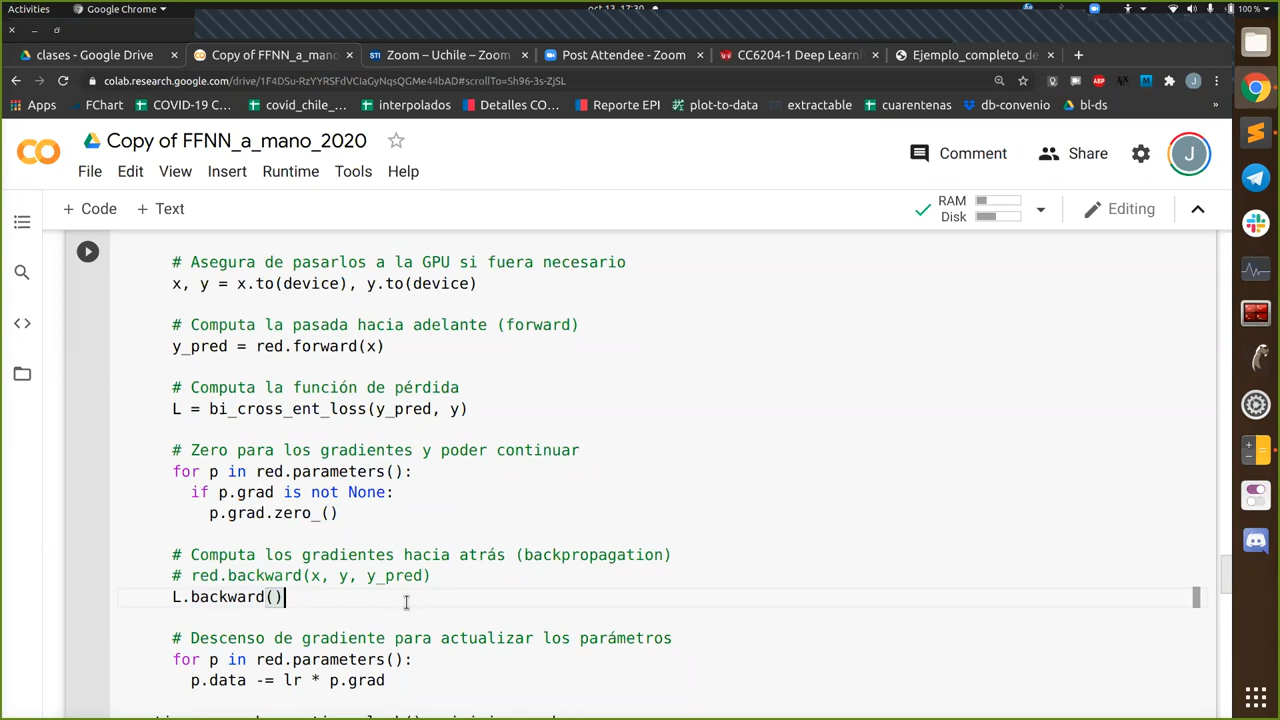 Activities
Google Chrome
oct 13, 17:30
100 %
clases - Google Drive
Copy of FFNN_a_mano_
Zoom – Uchile – Zoom
Post Attendee - Zoom
CC6204-1 Deep Learni
Ejemplo_completo_de
colab.research.google.com/drive/1F4DSu-RzYYRSFdVCIaGyNqsQGMe44bAD#scrollTo=Sh96-3s-ZjSL
Apps
FChart
COVID-19 C...
covid_chile_...
interpolados
Detalles CO...
Reporte EPI
plot-to-data
extractable
cuarentenas
db-convenio
bl-ds
»
Copy of FFNN_a_mano_2020
Comment
Share
J
File Edit View Insert Runtime Tools Help
+ Code + Text
RAM
Disk
Editing
# Asegura de pasarlos a la GPU si fuera necesario
x, y = x.to(device), y.to(device)
# Computa la pasada hacia adelante (forward)
y_pred = red.forward(x)
# Computa la función de pérdida
L = bi_cross_ent_loss(y_pred, y)
# Zero para los gradientes y poder continuar
for p in red.parameters():
if p.grad is not None:
p.grad.zero_()
# Computa los gradientes hacia atrás (backpropagation)
# red.backward(x, y, y_pred)
L.backward()
# Descenso de gradiente para actualizar los parámetros
for p in red.parameters():
p.data -= lr * p.grad